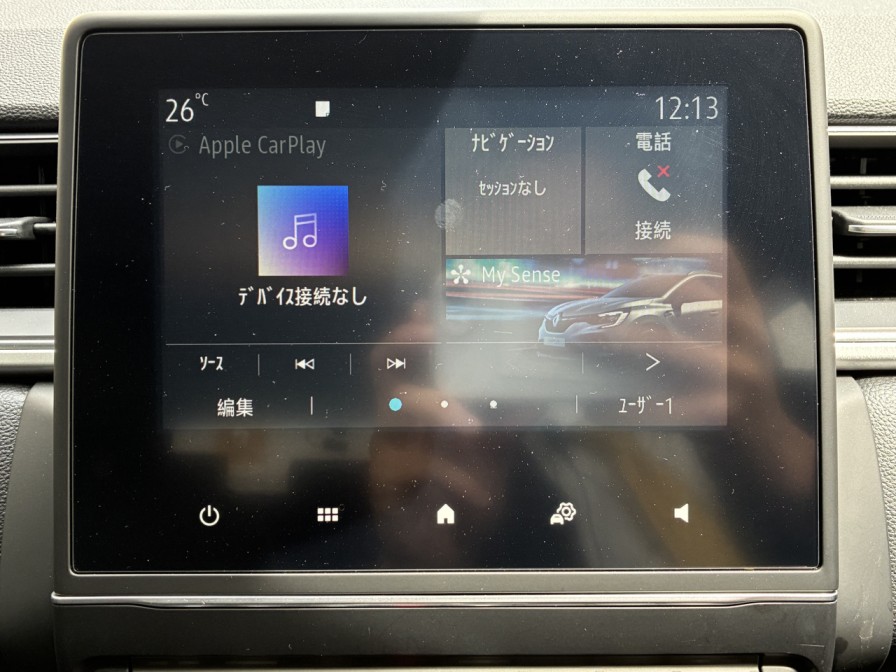 26℃
12:13
Apple CarPlay
ﾃﾞﾊﾞｲｽ接続なし
ﾅﾋﾞｹﾞｰｼｮﾝ
ｾｯｼｮﾝなし
電話
接続
My Sense
ｿｰｽ
編集
ﾕｰｻﾞｰ1